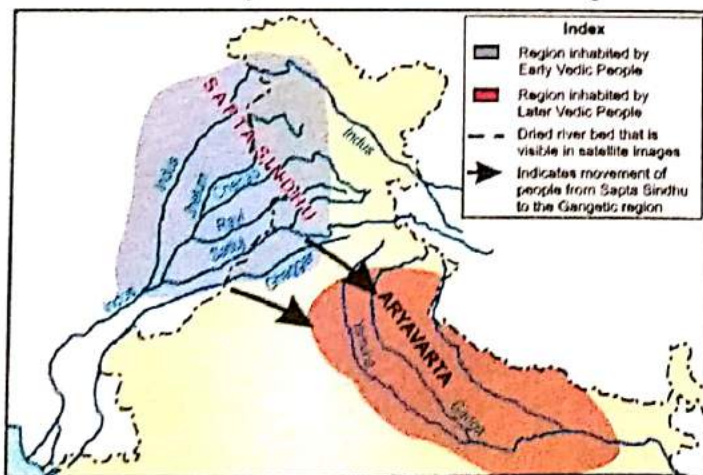 Index
Region inhabited by
Early Vedic People
Region inhabited by
Later Vedic People
Dried river bed that is
visible in satellite images
Indicates movement of
people from Sapta Sindhu
to the Gangetic region
SAPTA SINDHU
Indus
Indus
Jhelum
Chenab
Ravi
Satluj
Ghaggar
Indus
ARYAVARTA
Yamuna
Ganga